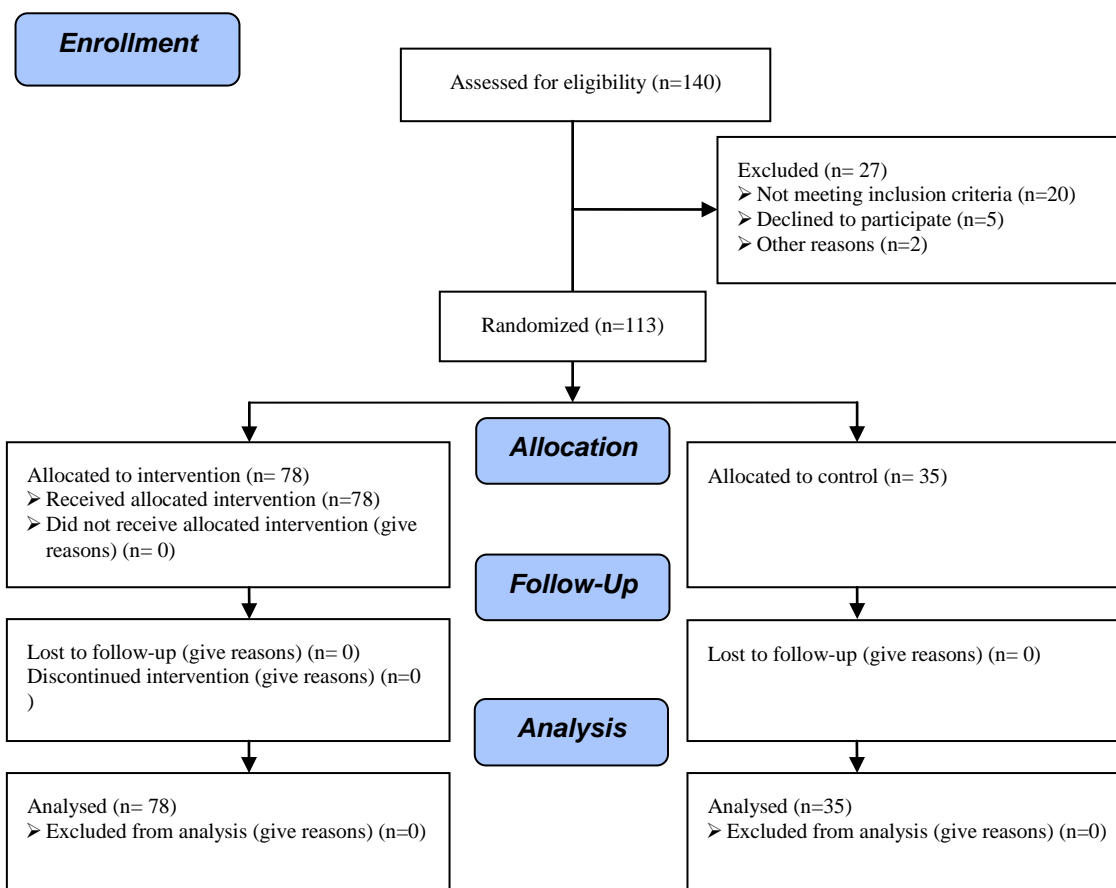 Enrollment
Assessed for eligibility (n=140)
Excluded (n= 27)
➢ Not meeting inclusion criteria (n=20)
➢ Declined to participate (n=5)
➢ Other reasons (n=2)
Randomized (n=113)
Allocation
Allocated to intervention (n= 78)
➢ Received allocated intervention (n=78)
➢ Did not receive allocated intervention (give
reasons) (n= 0)
Allocated to control (n= 35)
Follow-Up
Lost to follow-up (give reasons) (n= 0)
Discontinued intervention (give reasons) (n=0
)
Lost to follow-up (give reasons) (n= 0)
Analysis
Analysed (n= 78)
➢ Excluded from analysis (give reasons) (n=0)
Analysed (n=35)
➢ Excluded from analysis (give reasons) (n=0)